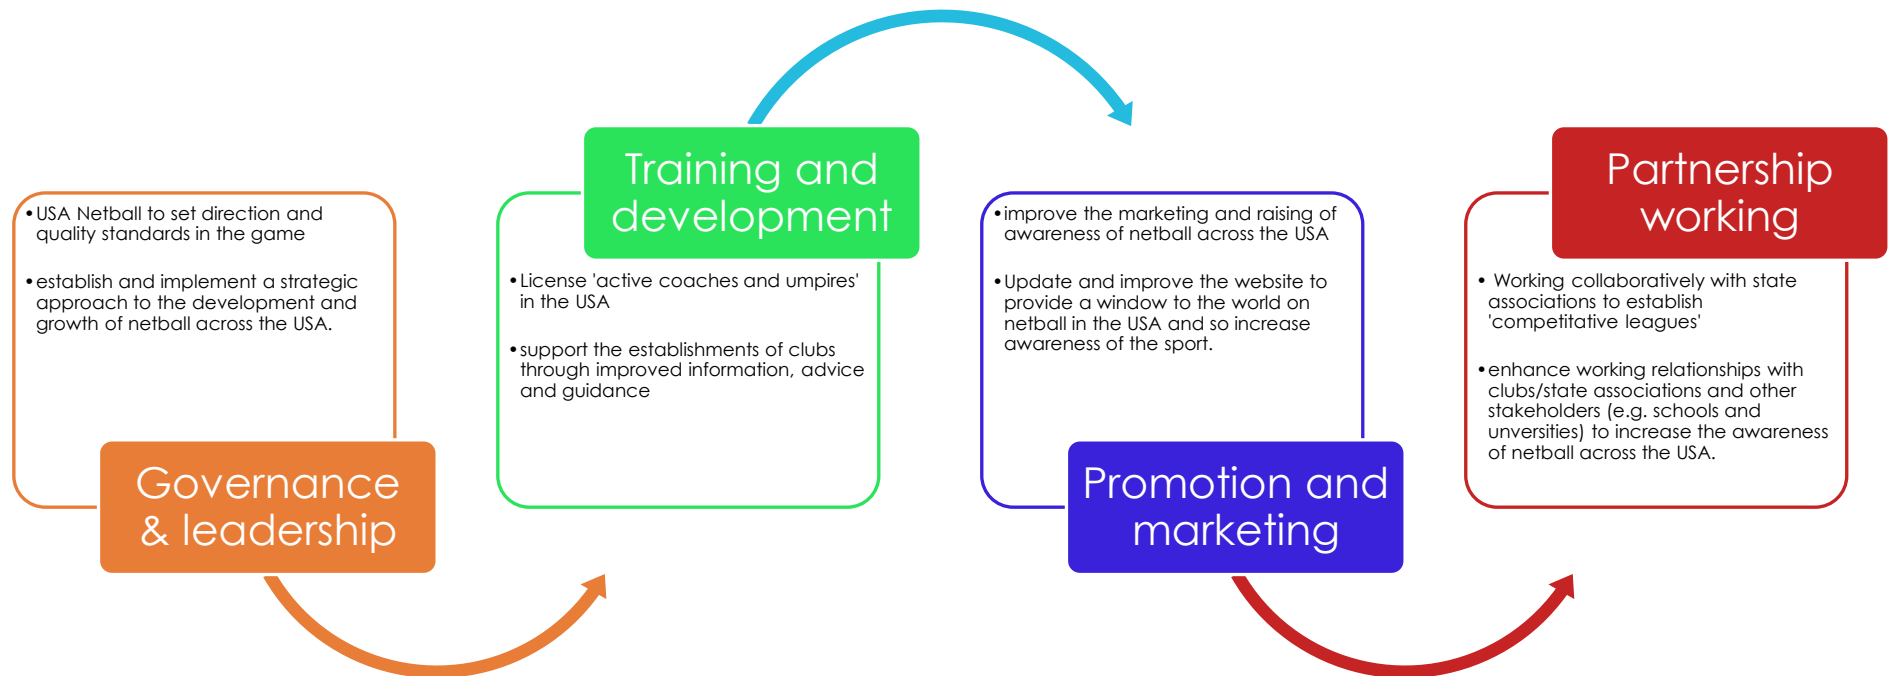 •USA Netball to set direction and
quality standards in the game
•establish and implement a strategic
approach to the development and
growth of netball across the USA.
Governance
& leadership
Training and
development
•License 'active coaches and umpires'
in the USA
•support the establishments of clubs
through improved information, advice
and guidance
•improve the marketing and raising of
awareness of netball across the USA
•Update and improve the website to
provide a window to the world on
netball in the USA and so increase
awareness of the sport.
Promotion and
marketing
Partnership
working
• Working collaboratively with state
associations to establish
'competitative leagues'
•enhance working relationships with
clubs/state associations and other
stakeholders (e.g. schools and
unversities) to increase the awareness
of netball across the USA.